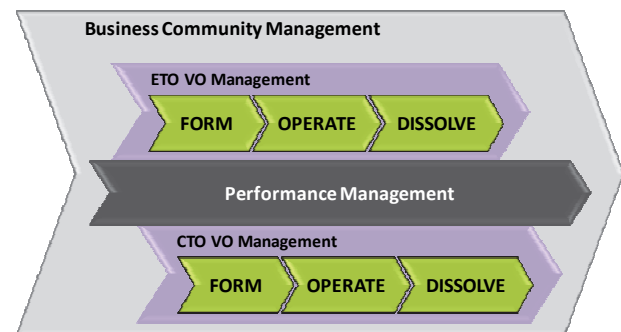 Business Community Management
ETO VO Management
FORM OPERATE DISSOLVE
Performance Management
CTO VO Management
FORM OPERATE DISSOLVE